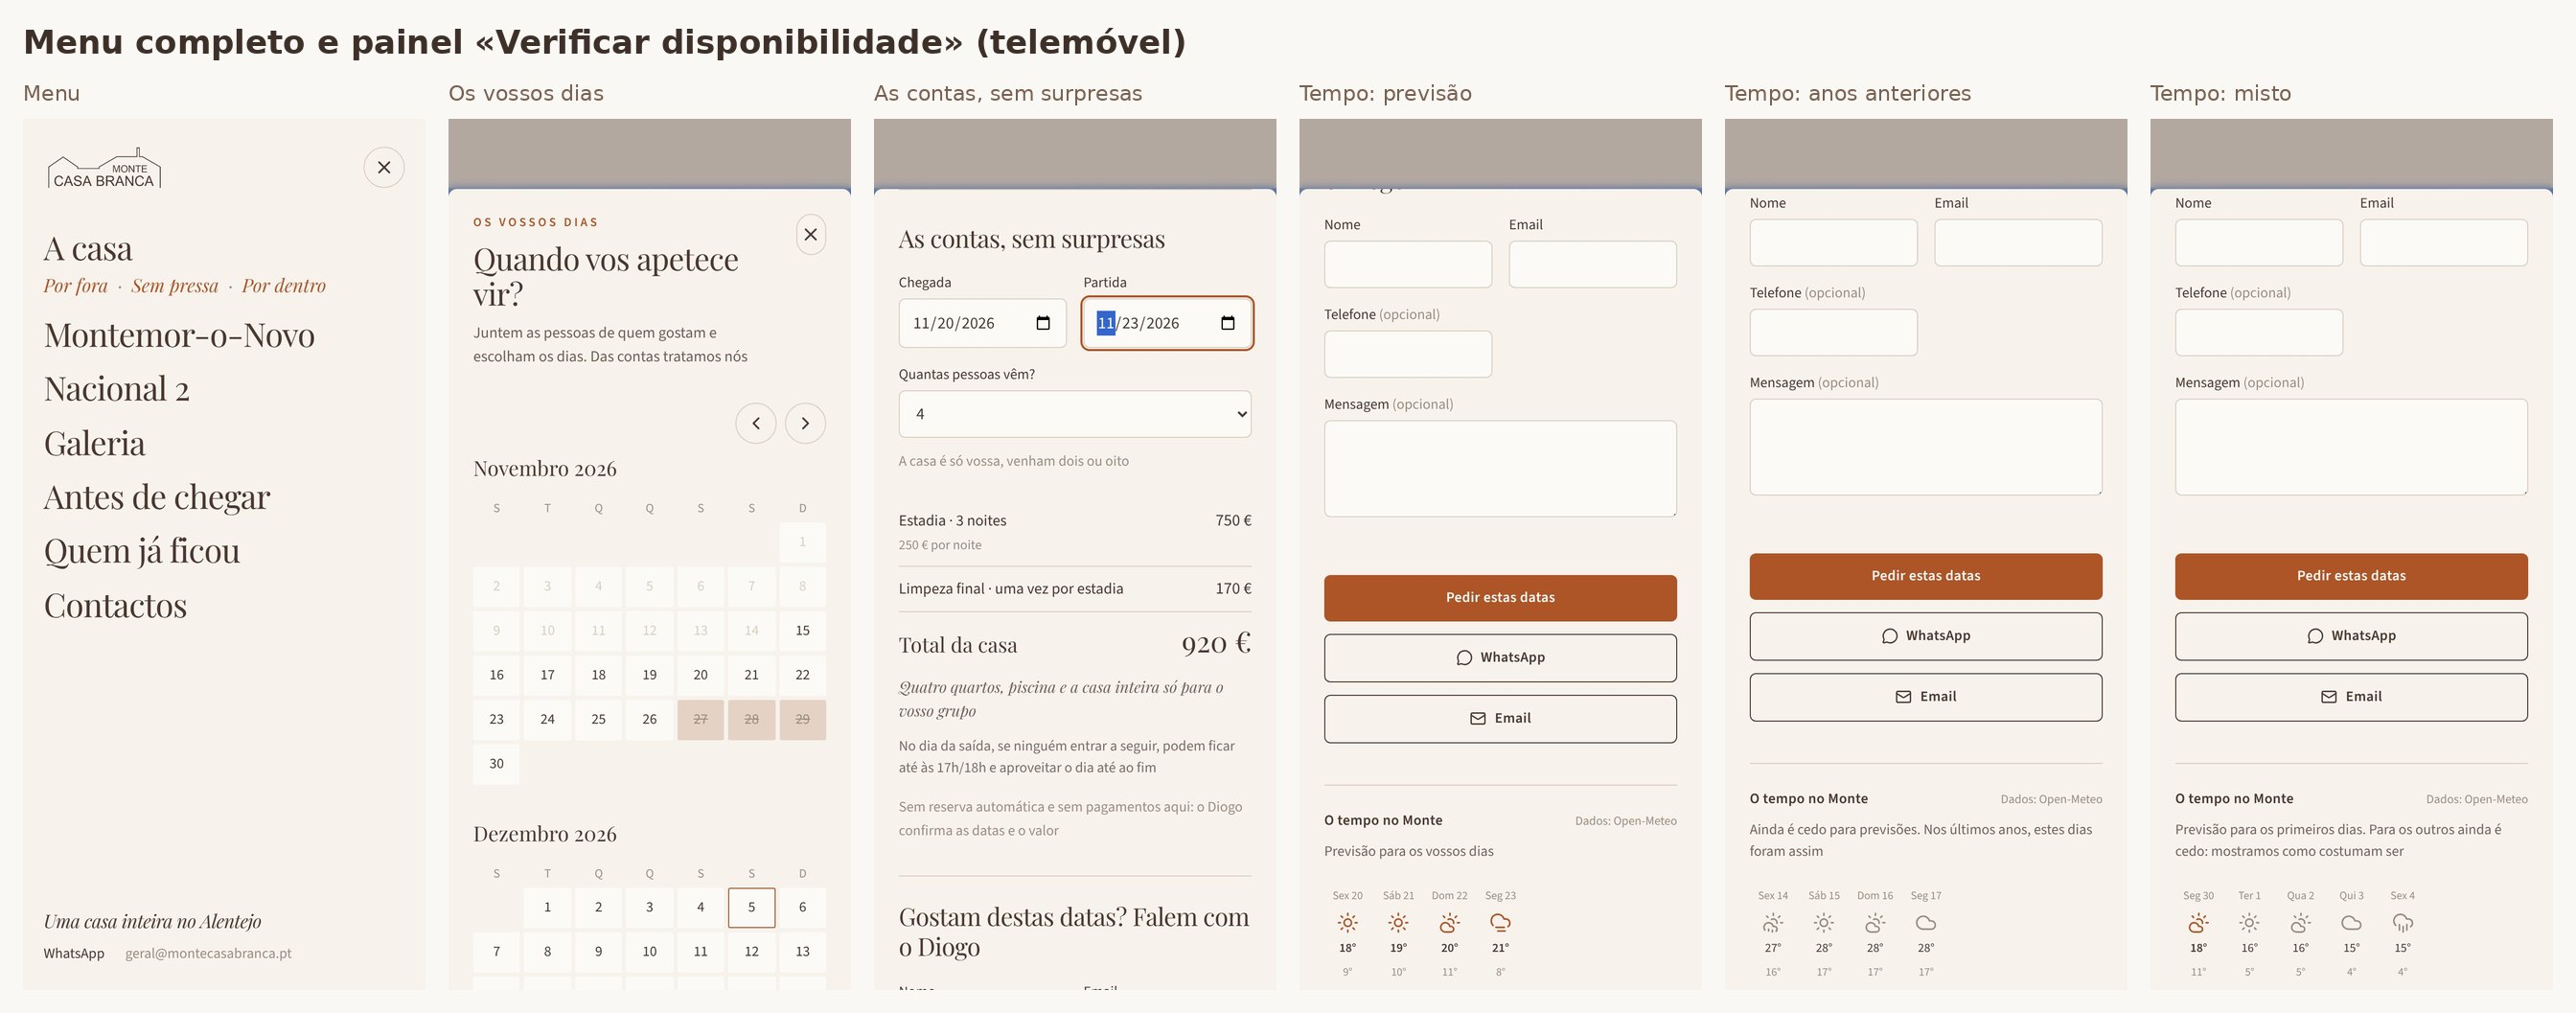 Menu completo e painel «Verificar disponibilidade» (telemóvel)
Menu
MONTE
CASA BRANCA
A casa
Por fora · Sem pressa · Por dentro
Montemor-o-Novo
Nacional 2
Galeria
Antes de chegar
Quem já ficou
Contactos
Uma casa inteira no Alentejo
WhatsApp geral@montecasabranca.pt
Os vossos dias
OS VOSSOS DIAS
Quando vos apetece
vir?
Juntem as pessoas de quem gostam e
escolham os dias. Das contas tratamos nós
Novembro 2026
S T Q Q S S D
1
2 3 4 5 6 7 8
9 10 11 12 13 14 15
16 17 18 19 20 21 22
23 24 25 26 27 28 29
30
Dezembro 2026
S T Q Q S S D
1 2 3 4 5 6
7 8 9 10 11 12 13
As contas, sem surpresas
As contas, sem surpresas
Chegada Partida
11/20/2026 11/23/2026
Quantas pessoas vêm?
4
A casa é só vossa, venham dois ou oito
Estadia · 3 noites 750 €
250 € por noite
Limpeza final · uma vez por estadia 170 €
Total da casa 920 €
Quatro quartos, piscina e a casa inteira só para o
vosso grupo
No dia da saída, se ninguém entrar a seguir, podem ficar
até às 17h/18h e aproveitar o dia até ao fim
Sem reserva automática e sem pagamentos aqui: o Diogo
confirma as datas e o valor
Gostam destas datas? Falem com
o Diogo
Nome Email
Tempo: previsão
Nome Email
Telefone (opcional)
Mensagem (opcional)
Pedir estas datas
WhatsApp
Email
O tempo no Monte Dados: Open-Meteo
Previsão para os vossos dias
Sex 20 Sáb 21 Dom 22 Seg 23
18° 19° 20° 21°
9° 10° 11° 8°
Tempo: anos anteriores
Nome Email
Telefone (opcional)
Mensagem (opcional)
Pedir estas datas
WhatsApp
Email
O tempo no Monte Dados: Open-Meteo
Ainda é cedo para previsões. Nos últimos anos, estes dias
foram assim
Sex 14 Sáb 15 Dom 16 Seg 17
27° 28° 28° 28°
16° 17° 17° 17°
Tempo: misto
Nome Email
Telefone (opcional)
Mensagem (opcional)
Pedir estas datas
WhatsApp
Email
O tempo no Monte Dados: Open-Meteo
Previsão para os primeiros dias. Para os outros ainda é
cedo: mostramos como costumam ser
Seg 30 Ter 1 Qua 2 Qui 3 Sex 4
18° 16° 16° 15° 15°
11° 5° 5° 4° 4°